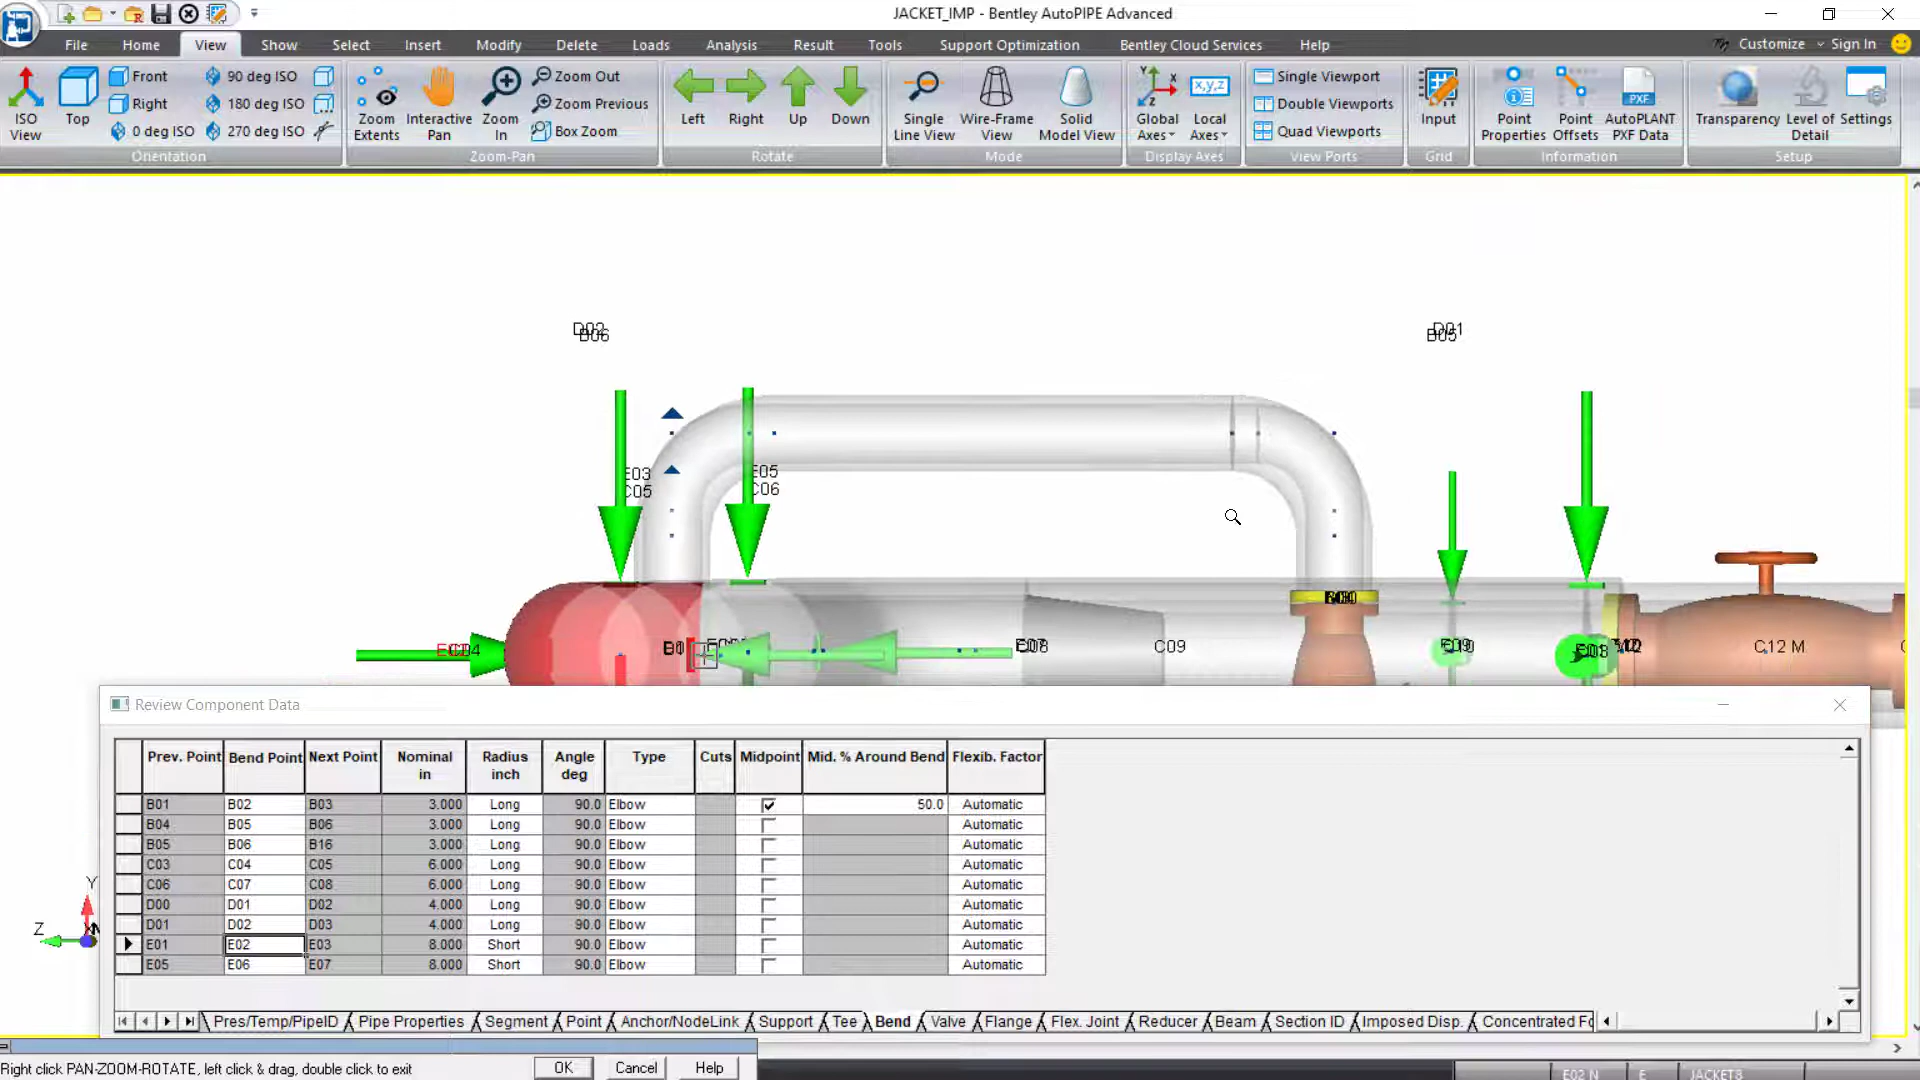 JACKET_IMP - Bentley AutoPIPE Advanced
File Home View Show Select Insert Modify Delete Loads Analysis Result Tools Support Optimization Bentley Cloud Services Help Customize Sign In
ISO View
Top
Front
Right
0 deg ISO
90 deg ISO
180 deg ISO
270 deg ISO
Orientation
Zoom Extents
Interactive Pan
Zoom In
Zoom Out
Zoom Previous
Box Zoom
Zoom-Pan
Left
Right
Up
Down
Rotate
Single Line View
Wire-Frame View
Solid Model View
Mode
Global Axes
x,y,z
Local Axes
Display Axes
Single Viewport
Double Viewports
Quad Viewports
View Ports
Input
Grid
Point Properties
Point Offsets
PXF
AutoPLANT PXF Data
Information
Transparency
Level of Detail
Settings
Setup
D02
B06
D01
B05
E03
C05
E05
C06
C09
C12 M
Y
Z
Review Component Data
Prev. Point Bend Point Next Point Nominal in Radius inch Angle deg Type Cuts Midpoint Mid. % Around Bend Flexib. Factor
B01 B02 B03 3.000 Long 90.0 Elbow 50.0 Automatic
B04 B05 B06 3.000 Long 90.0 Elbow Automatic
B05 B06 B16 3.000 Long 90.0 Elbow Automatic
C03 C04 C05 6.000 Long 90.0 Elbow Automatic
C06 C07 C08 6.000 Long 90.0 Elbow Automatic
D00 D01 D02 4.000 Long 90.0 Elbow Automatic
D01 D02 D03 4.000 Long 90.0 Elbow Automatic
E01 E02 E03 8.000 Short 90.0 Elbow Automatic
E05 E06 E07 8.000 Short 90.0 Elbow Automatic
Pres/Temp/PipeID Pipe Properties Segment Point Anchor/NodeLink Support Tee Bend Valve Flange Flex. Joint Reducer Beam Section ID Imposed Disp. Concentrated Fo
Right click PAN-ZOOM-ROTATE, left click & drag, double click to exit
OK Cancel Help
E02 N E JACKET8